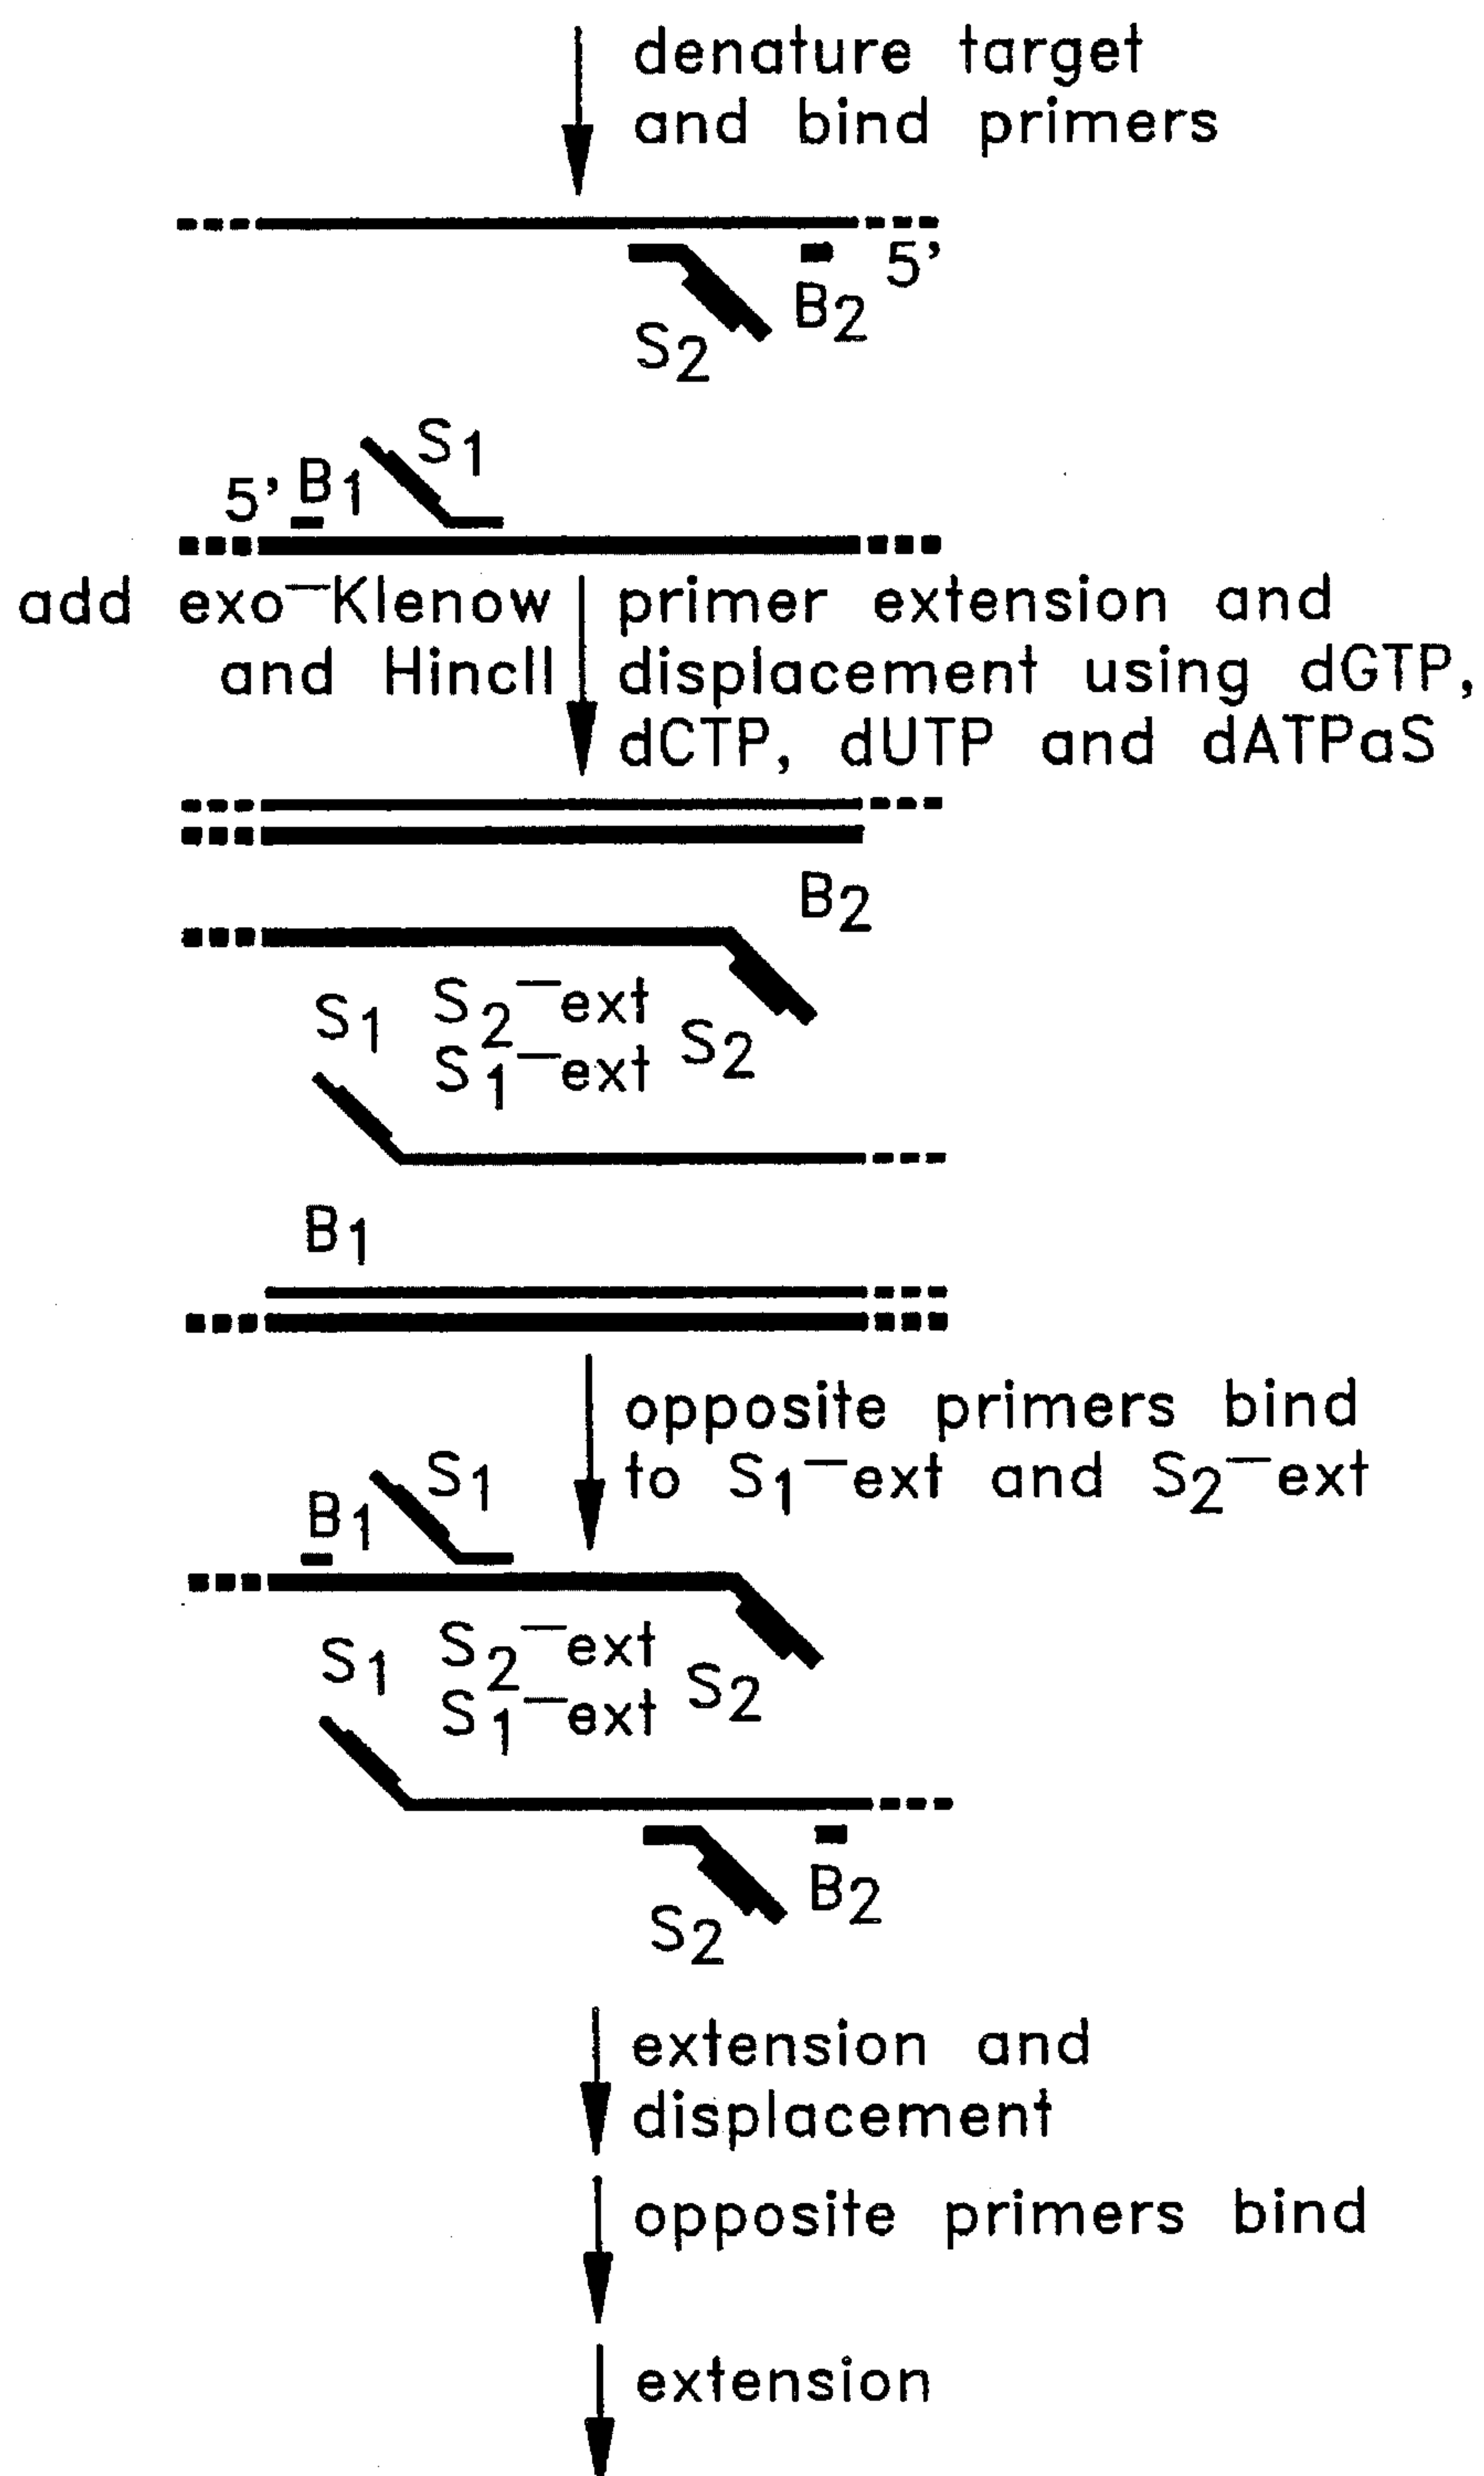 denature target
and bind primers
5'
B2
S2
S1
5' B1
add exo-Klenow
and HincII
primer extension and
displacement using dGTP,
dCTP, dUTP and dATPaS
B2
S1 S2-ext S2
S1-ext
B1
opposite primers bind
to S1-ext and S2-ext
S1
B1
S1 S2-ext S2
S1-ext
B2
S2
extension and
displacement
opposite primers bind
extension